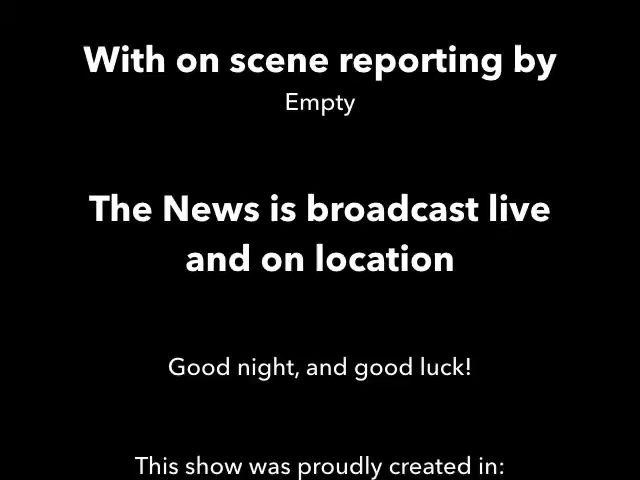 With on scene reporting by
Empty
The News is broadcast live
and on location
Good night, and good luck!
This show was proudly created in: